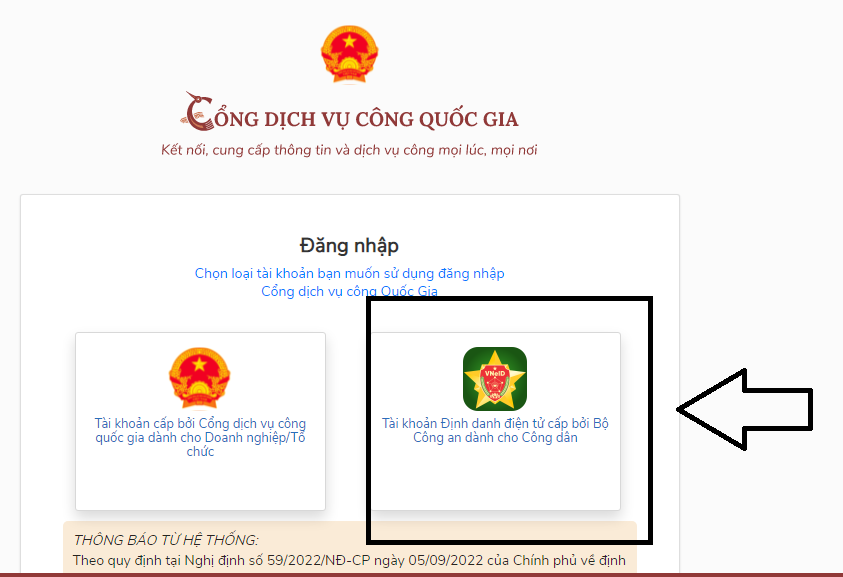 CỔNG DỊCH VỤ CÔNG QUỐC GIA
Kết nối, cung cấp thông tin và dịch vụ công mọi lúc, mọi nơi
Đăng nhập
Chọn loại tài khoản bạn muốn sử dụng đăng nhập
Cổng dịch vụ công Quốc Gia
Tài khoản cấp bởi Cổng dịch vụ công
quốc gia dành cho Doanh nghiệp/Tổ
chức
VNeID
Tài khoản Định danh điện tử cấp bởi Bộ
Công an dành cho Công dân
THÔNG BÁO TỪ HỆ THỐNG:
Theo quy định tại Nghị định số 59/2022/NĐ-CP ngày 05/09/2022 của Chính phủ về định